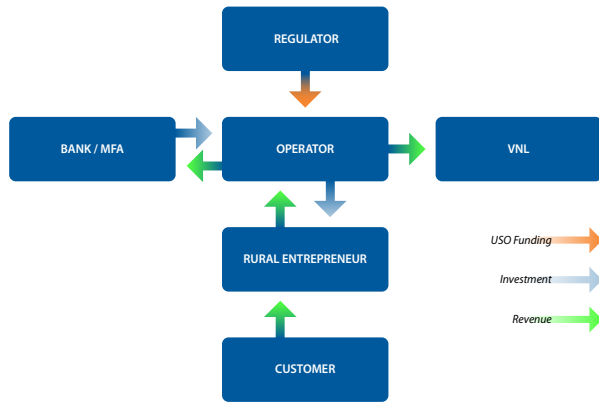 REGULATOR
BANK / MFA
OPERATOR
VNL
RURAL ENTREPRENEUR
USO Funding
Investment
Revenue
CUSTOMER